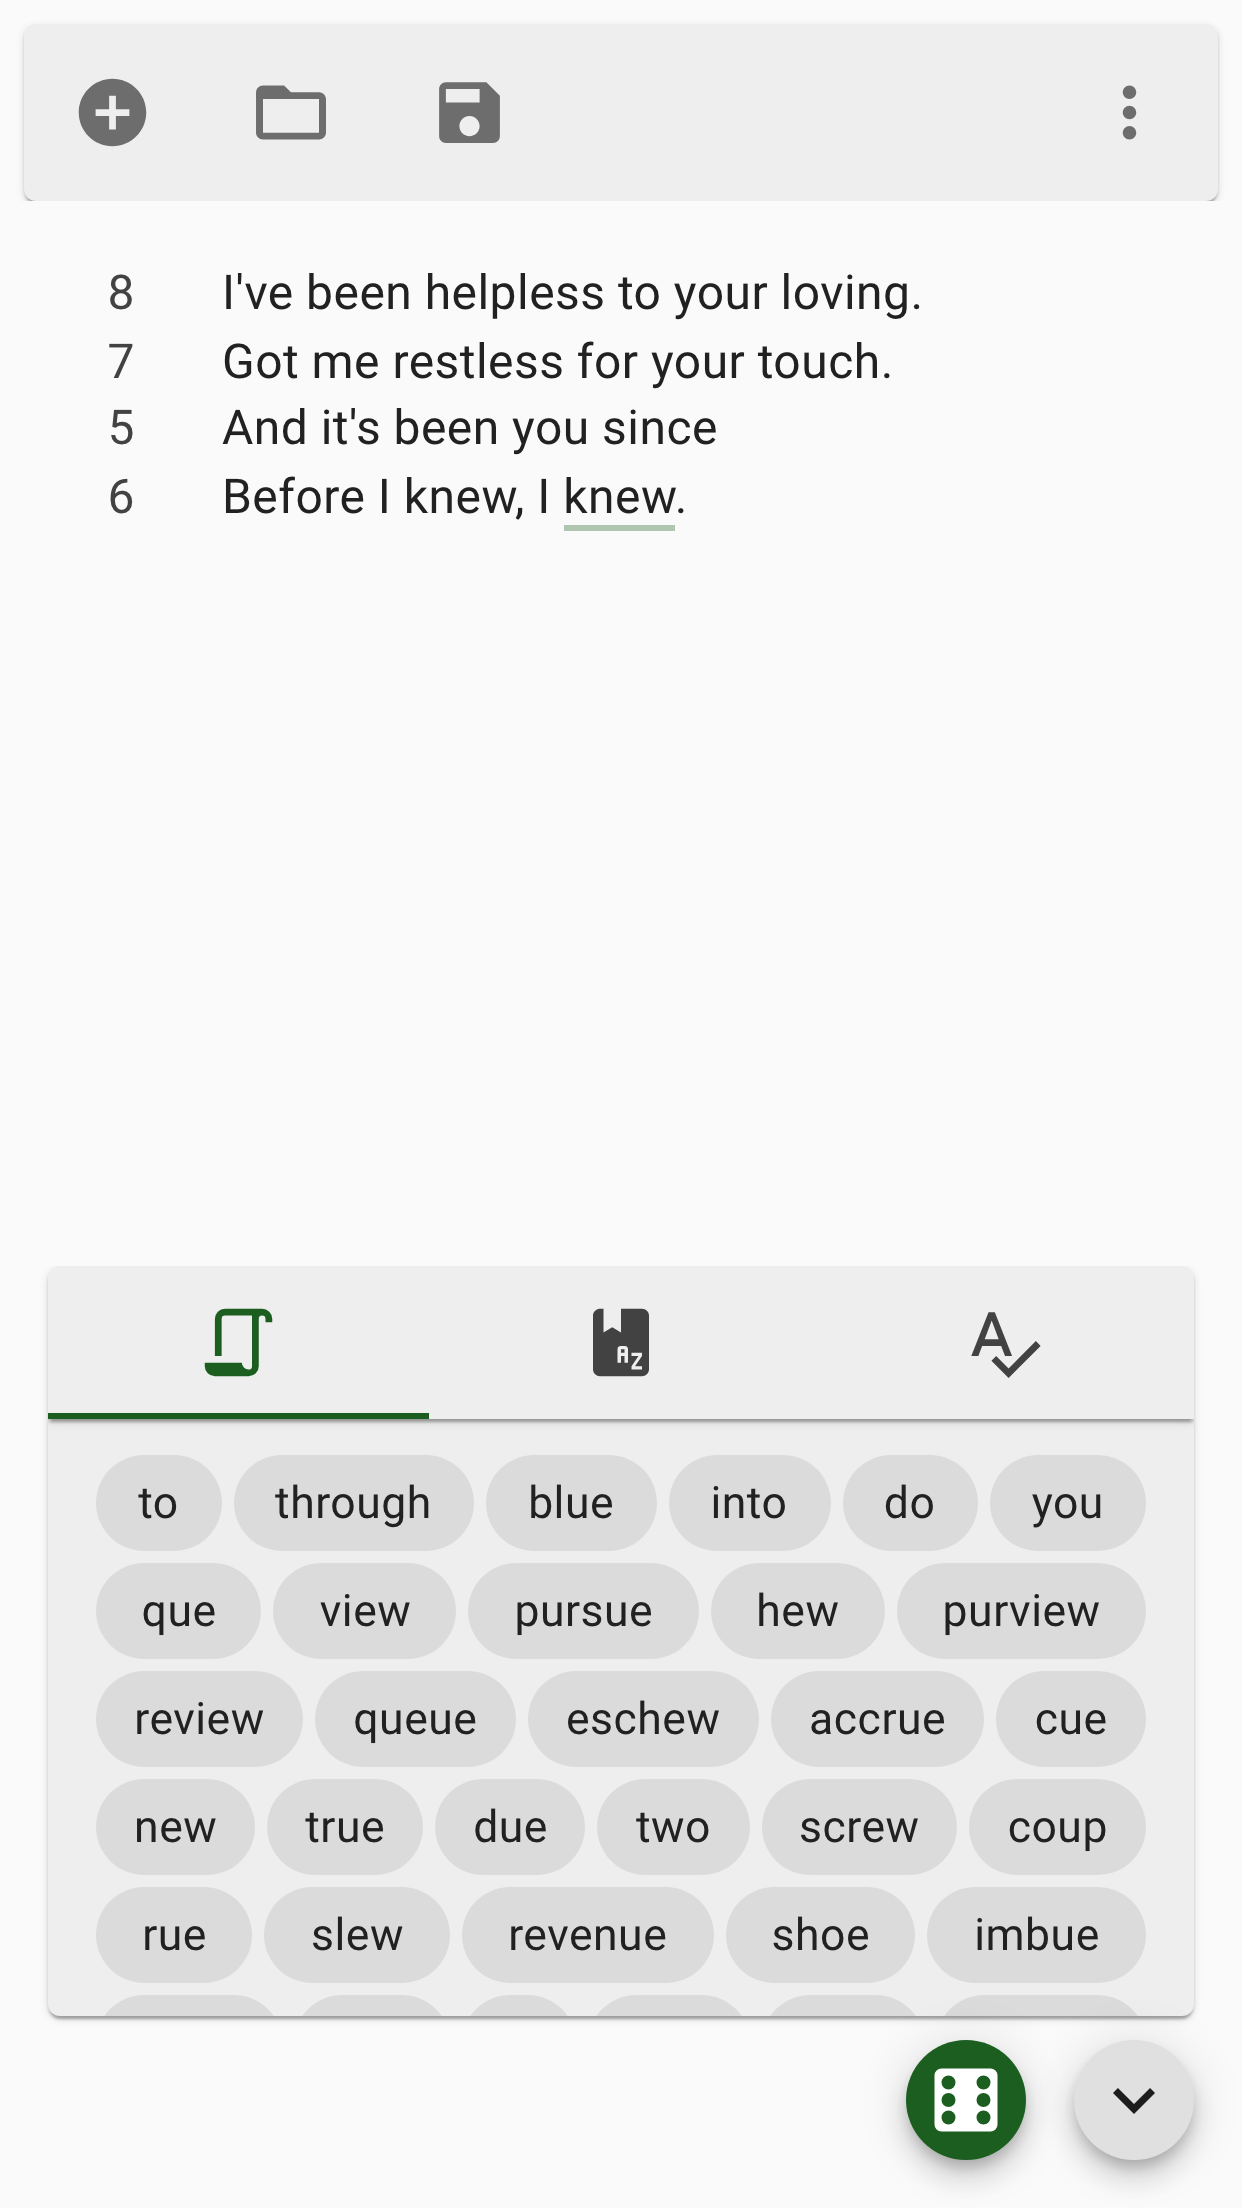 8 I've been helpless to your loving.
7 Got me restless for your touch.
5 And it's been you since
6 Before I knew, I knew.
A Z
A
to through blue into do you
que view pursue hew purview
review queue eschew accrue cue
new true due two screw coup
rue slew revenue shoe imbue